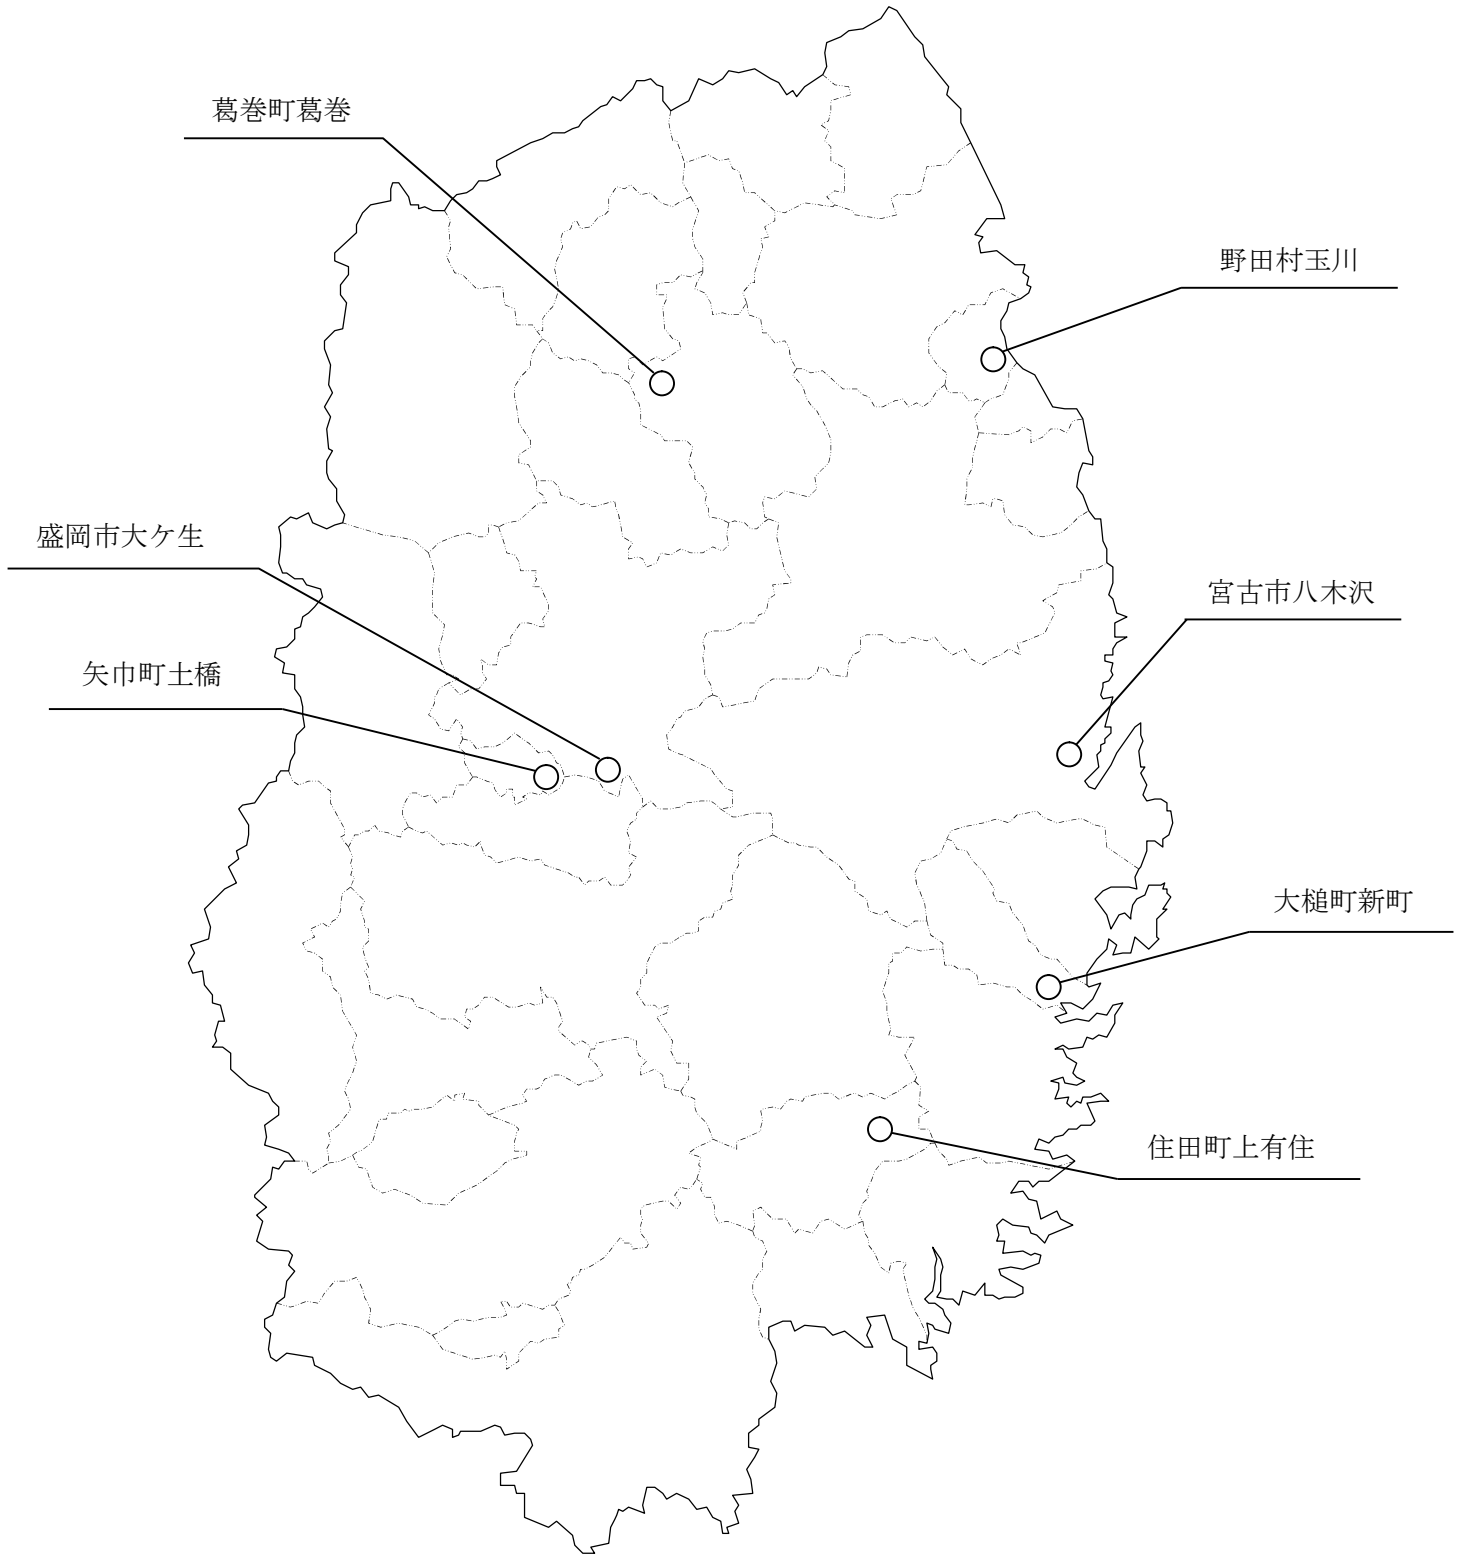 葛巻町葛巻
野田村玉川
盛岡市大ケ生
宮古市八木沢
矢巾町土橋
大槌町新町
住田町上有住